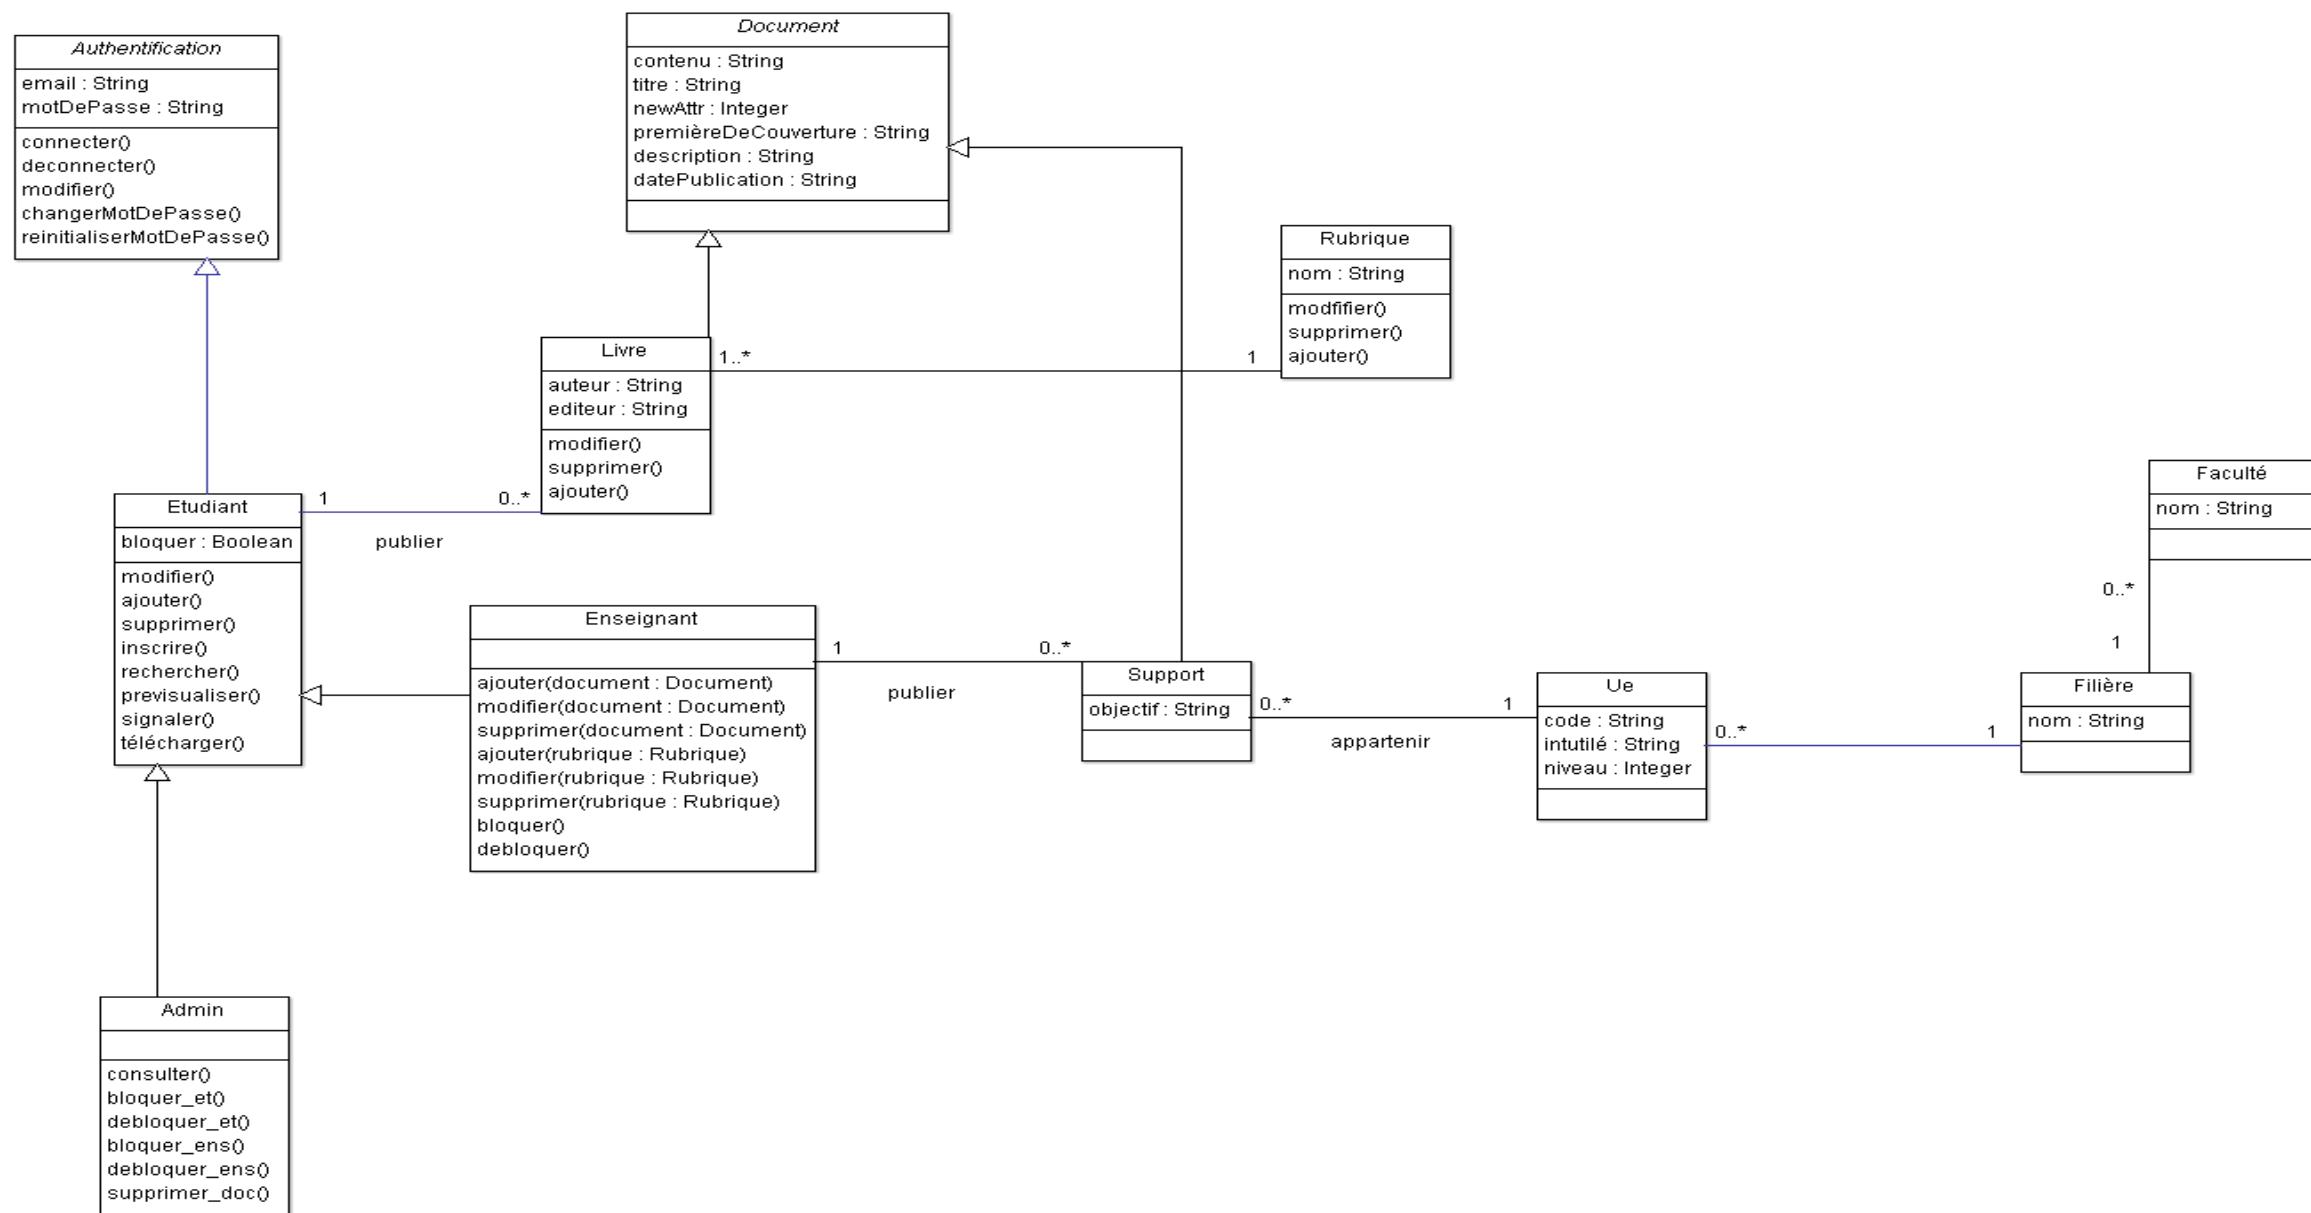 Authentification
email : String
motDePasse : String
connecter()
deconnecter()
modifier()
changerMotDePasse()
reinitialiserMotDePasse()
Document
contenu : String
titre : String
newAttr : Integer
premièreDeCouverture : String
description : String
datePublication : String
Rubrique
nom : String
modfifier()
supprimer()
ajouter()
Livre
auteur : String
editeur : String
modifier()
supprimer()
ajouter()
1..*
1
Faculté
nom : String
0..*
1
Etudiant
bloquer : Boolean
modifier()
ajouter()
supprimer()
inscrire()
rechercher()
previsualiser()
signaler()
télécharger()
1
0..*
publier
Enseignant
ajouter(document : Document)
modifier(document : Document)
supprimer(document : Document)
ajouter(rubrique : Rubrique)
modifier(rubrique : Rubrique)
supprimer(rubrique : Rubrique)
bloquer()
debloquer()
1
0..*
publier
Support
objectif : String
0..*
1
appartenir
Ue
code : String
intutilé : String
niveau : Integer
0..*
1
Filière
nom : String
Admin
consulter()
bloquer_et()
debloquer_et()
bloquer_ens()
debloquer_ens()
supprimer_doc()